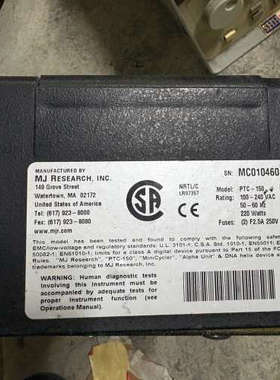 MANUFACTURED BY
MJ RESEARCH, INC.
149 Grove Street
Watertown, MA 02172
United States of America
Tel: (617) 923-8000
Fax: (617) 923-8080
www.mjr.com
NRTL/C
LR97357
SA
SN: MC010460
Model: PTC-150
Rating: 100-240 VAC
50-60 Hz
220 Watts
Fuses: (2) F2.5A 250V
This model has been tested and found to comply with the following safety
EMC/low-voltage and regulatory standards: U.L. 3101-1; C.S.A. Std. 1010-1; EN55011; EN
50082-1; EN61010-1; limits for a class A digital device pursuant to Part 15 of the FCC
Rules. "MJ Research", "PTC-150", "MiniCycler", "Alpha Unit" & DNA helix device are
trademarks of MJ Research, Inc.
WARNING: Human diagnostic tests
involving this instrument must be
accompanied by adequate tests for
proper instrument function (see
Operations Manual).